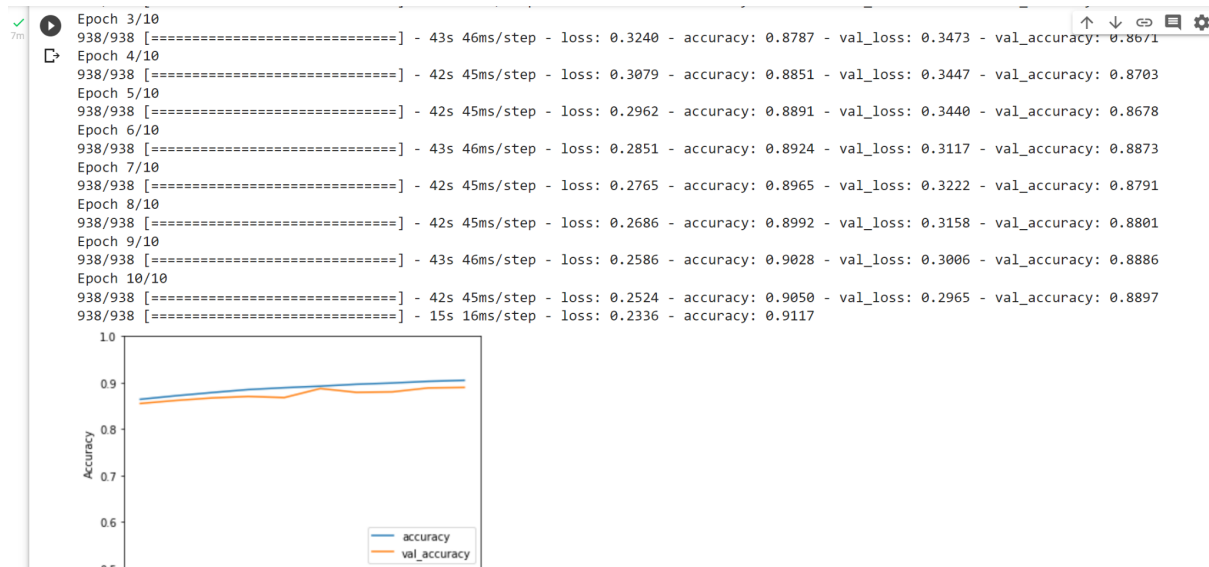 Epoch 3/10
7m
938/938 [==============================] - 43s 46ms/step - loss: 0.3240 - accuracy: 0.8787 - val_loss: 0.3473 - val_accuracy: 0.8671
Epoch 4/10
938/938 [==============================] - 42s 45ms/step - loss: 0.3079 - accuracy: 0.8851 - val_loss: 0.3447 - val_accuracy: 0.8703
Epoch 5/10
938/938 [==============================] - 42s 45ms/step - loss: 0.2962 - accuracy: 0.8891 - val_loss: 0.3440 - val_accuracy: 0.8678
Epoch 6/10
938/938 [==============================] - 43s 46ms/step - loss: 0.2851 - accuracy: 0.8924 - val_loss: 0.3117 - val_accuracy: 0.8873
Epoch 7/10
938/938 [==============================] - 42s 45ms/step - loss: 0.2765 - accuracy: 0.8965 - val_loss: 0.3222 - val_accuracy: 0.8791
Epoch 8/10
938/938 [==============================] - 42s 45ms/step - loss: 0.2686 - accuracy: 0.8992 - val_loss: 0.3158 - val_accuracy: 0.8801
Epoch 9/10
938/938 [==============================] - 43s 46ms/step - loss: 0.2586 - accuracy: 0.9028 - val_loss: 0.3006 - val_accuracy: 0.8886
Epoch 10/10
938/938 [==============================] - 42s 45ms/step - loss: 0.2524 - accuracy: 0.9050 - val_loss: 0.2965 - val_accuracy: 0.8897
938/938 [==============================] - 15s 16ms/step - loss: 0.2336 - accuracy: 0.9117
1.0
0.9
0.8
Accuracy
0.7
0.6
accuracy
val_accuracy